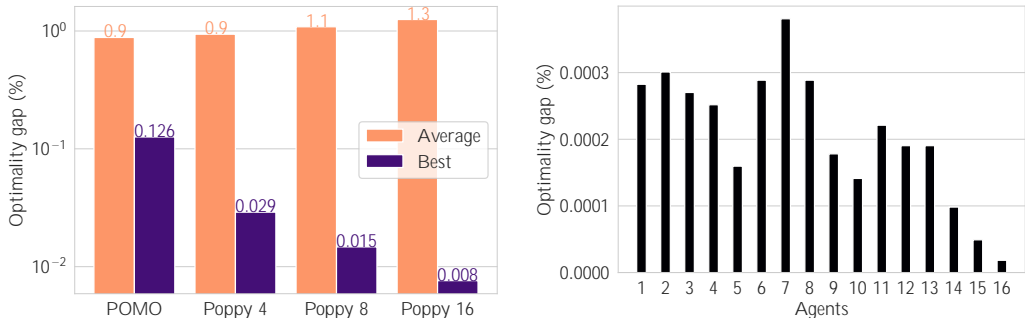 Optimality gap (%)
10⁰
10⁻¹
10⁻²
0.9
0.9
1.1
1.3
0.126
0.029
0.015
0.008
Average
Best
POMO
Poppy 4
Poppy 8
Poppy 16
Optimality gap (%)
0.0003
0.0002
0.0001
0.0000
1 2 3 4 5 6 7 8 9 10 11 12 13 14 15 16
Agents